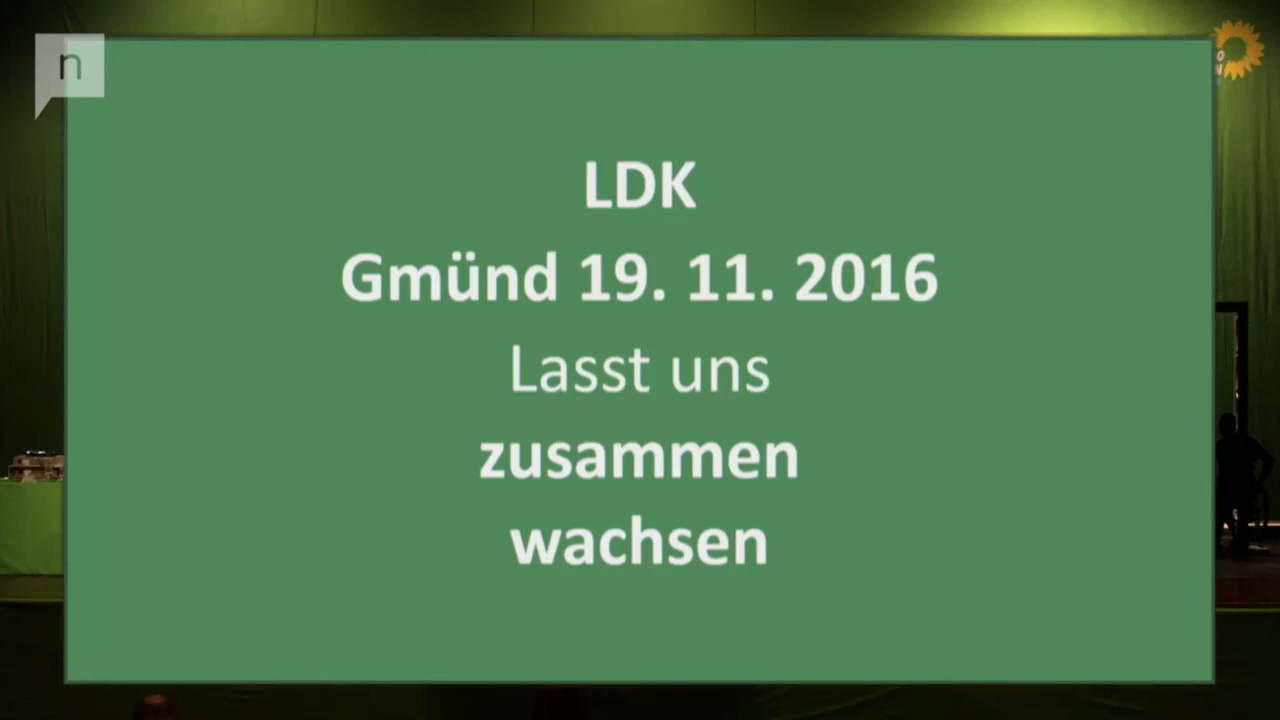 n
LDK
Gmünd 19. 11. 2016
Lasst uns
zusammen
wachsen